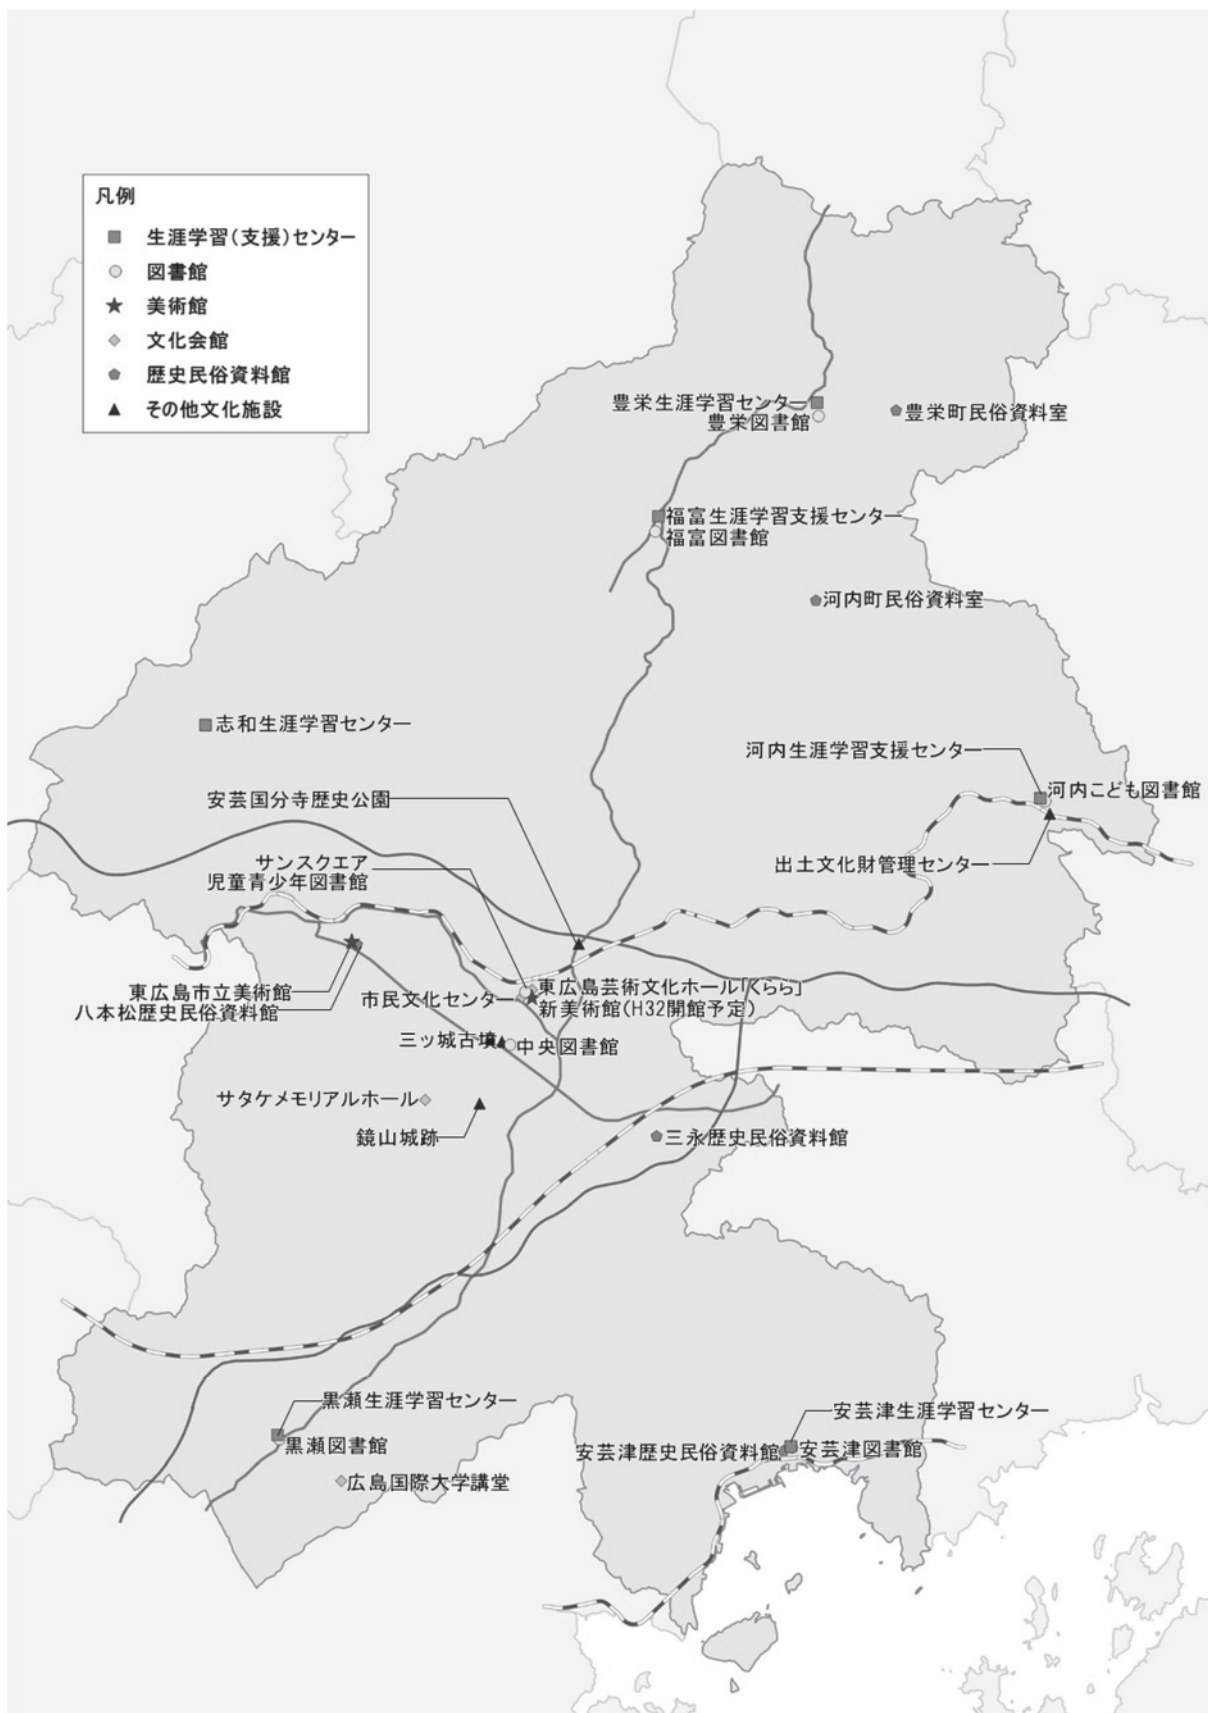 凡例
生涯学習(支援)センター
図書館
美術館
文化会館
歴史民俗資料館
その他文化施設
豊栄生涯学習センター
豊栄図書館
豊栄町民俗資料室
福富生涯学習支援センター
福富図書館
河内町民俗資料室
志和生涯学習センター
河内生涯学習支援センター
河内こども図書館
安芸国分寺歴史公園
出土文化財管理センター
サンスクエア
児童青少年図書館
東広島市立美術館
八本松歴史民俗資料館
市民文化センター
東広島芸術文化ホール「くらら」
新美術館(H32開館予定)
三ッ城古墳
中央図書館
サタケメモリアルホール
鏡山城跡
三永歴史民俗資料館
黒瀬生涯学習センター
黒瀬図書館
広島国際大学講堂
安芸津生涯学習センター
安芸津歴史民俗資料館
安芸津図書館